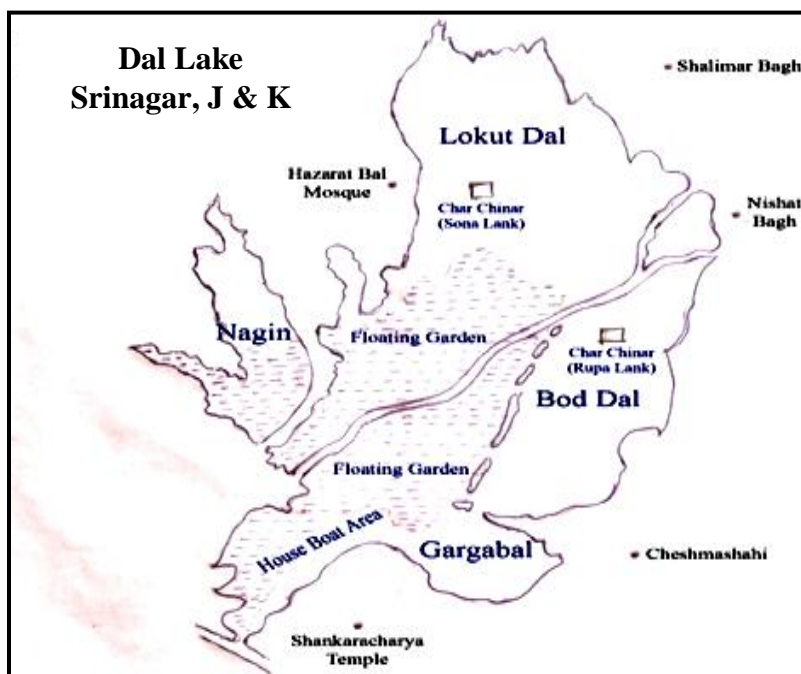 Dal Lake
Srinagar, J & K
Shalimar Bagh
Lokut Dal
Hazarat Bal
Mosque
Char Chinar
(Sona Lank)
Nishat
Bagh
Nagin
Floating Garden
Char Chinar
(Rupa Lank)
Bod Dal
Floating Garden
House Boat Area
Gargabal
Cheshmashahi
Shankaracharya
Temple